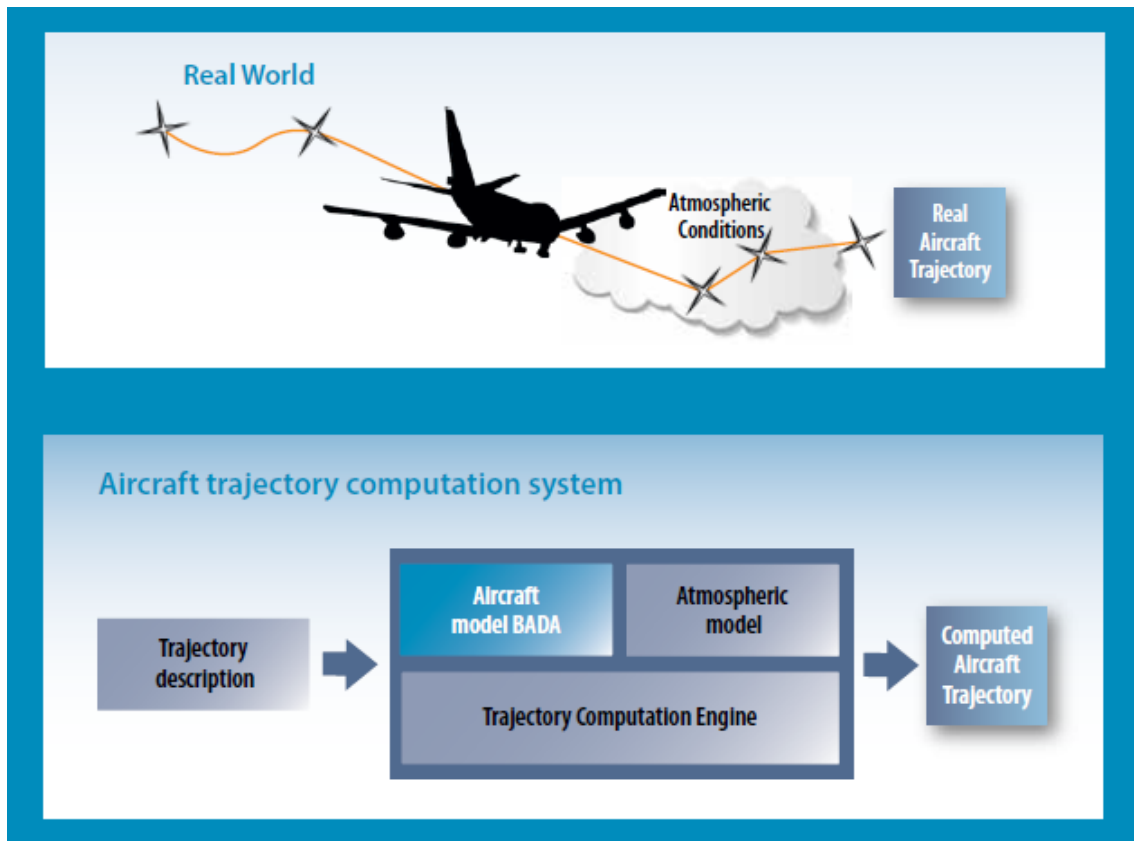 Real World
Atmospheric
Conditions
Real
Aircraft
Trajectory
Aircraft trajectory computation system
Trajectory
description
Aircraft
model BADA
Atmospheric
model
Trajectory Computation Engine
Computed
Aircraft
Trajectory